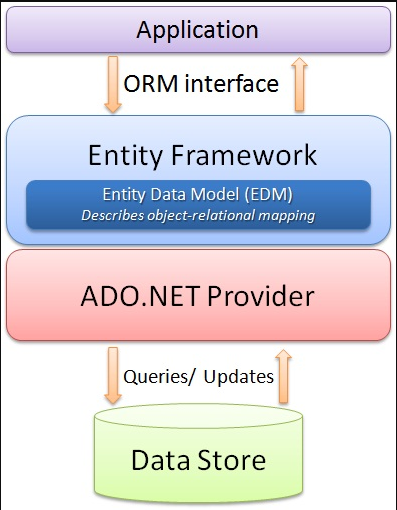 Application
ORM interface
Entity Framework
Entity Data Model (EDM)
Describes object-relational mapping
ADO.NET Provider
Queries/ Updates
Data Store